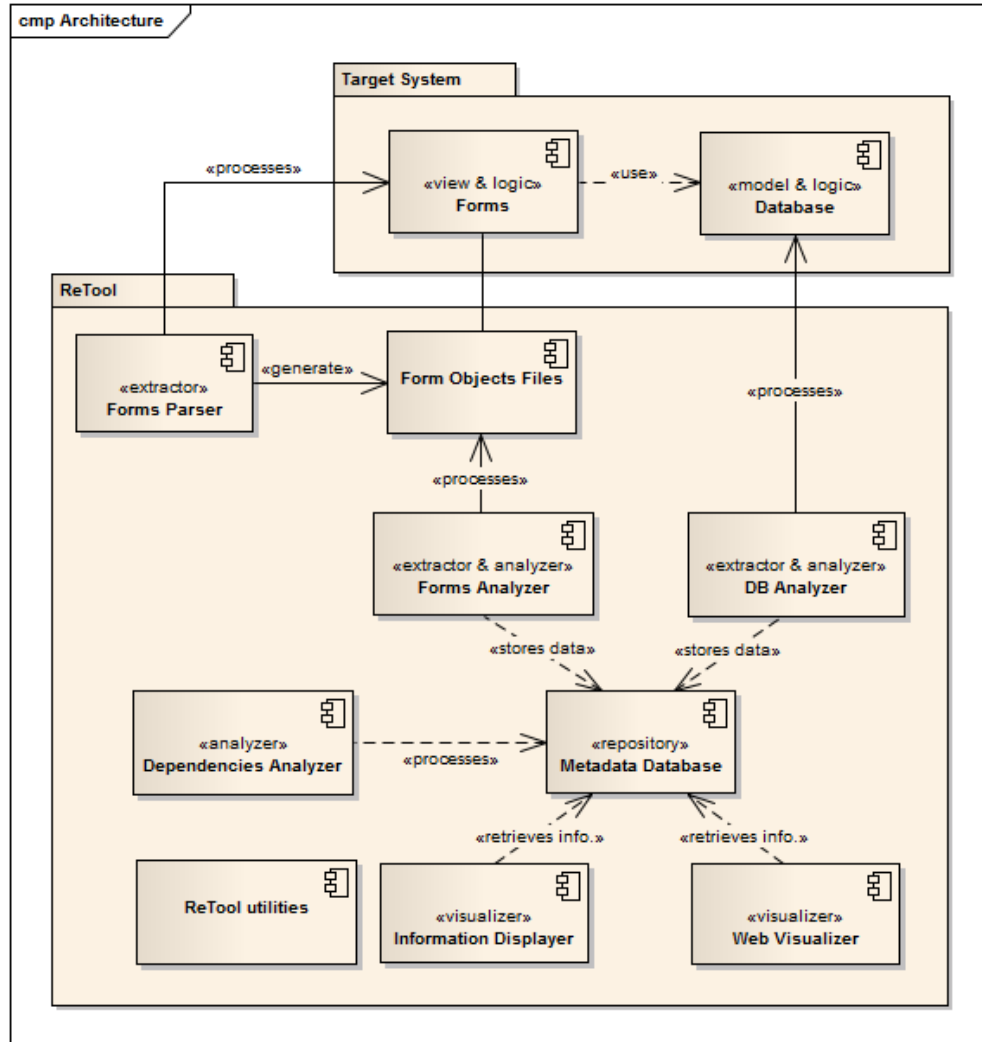 cmp Architecture
Target System
«processes»
«view & logic»
Forms
«use»
«model & logic»
Database
ReTool
«extractor»
Forms Parser
«generate»
Form Objects Files
«processes»
«processes»
«extractor & analyzer»
Forms Analyzer
«extractor & analyzer»
DB Analyzer
«stores data»
«stores data»
«analyzer»
Dependencies Analyzer
«processes»
«repository»
Metadata Database
«retrieves info.»
«retrieves info.»
ReTool utilities
«visualizer»
Information Displayer
«visualizer»
Web Visualizer